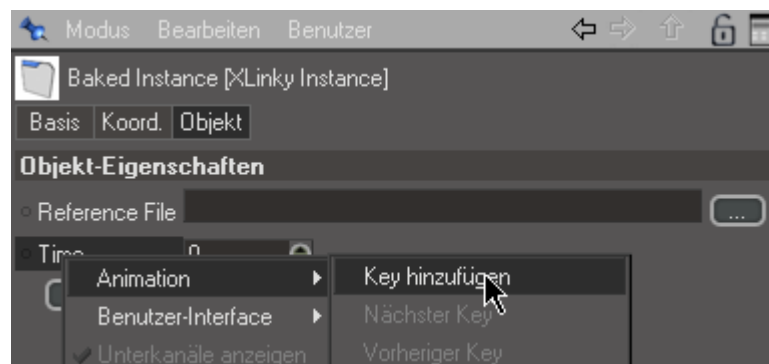 Modus Bearbeiten Benutzer
Baked Instance [XLinky Instance]
Basis Koord. Objekt
Objekt-Eigenschaften
Reference File ...
Time 0
Animation Key hinzufügen
Benutzer-Interface Nächster Key
Unterkanäle anzeigen Vorheriger Key